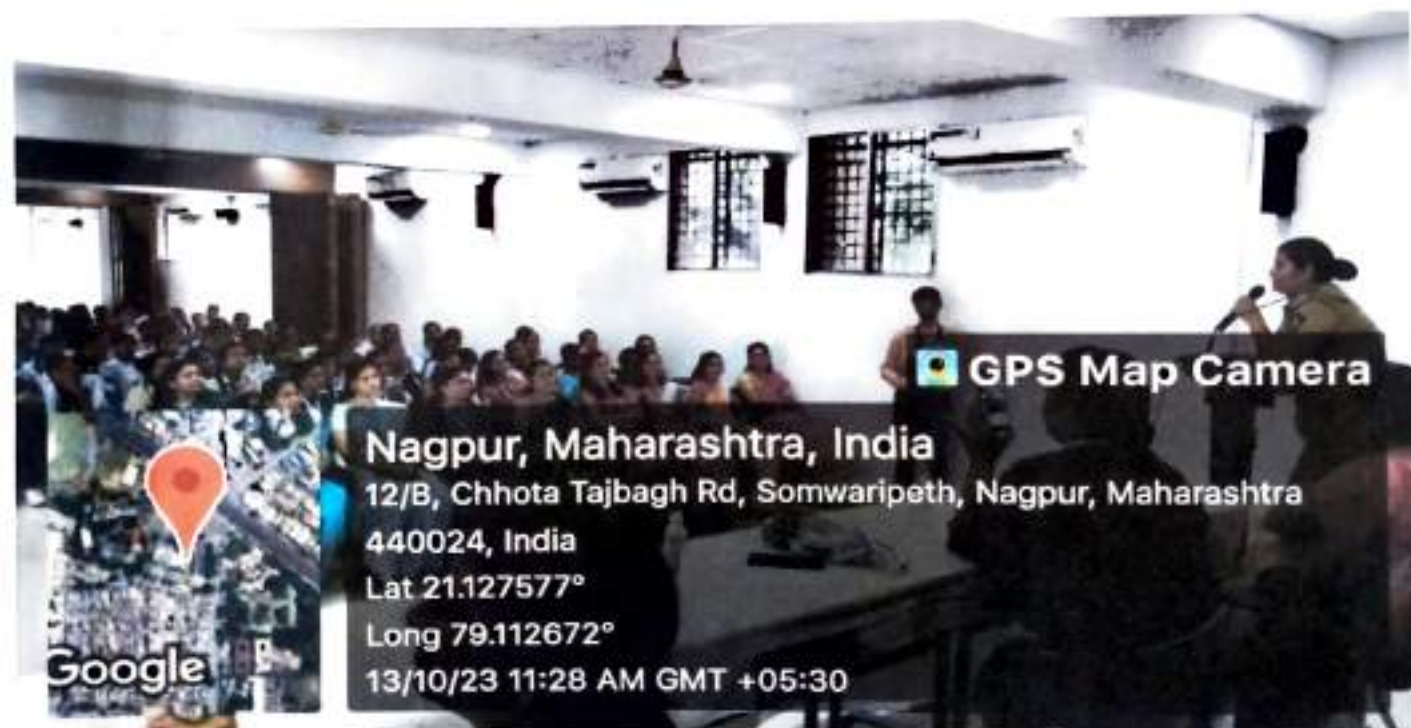 GPS Map Camera
Nagpur, Maharashtra, India
12/B, Chhota Tajbagh Rd, Somwaripeth, Nagpur, Maharashtra
440024, India
Lat 21.127577°
Long 79.112672°
13/10/23 11:28 AM GMT +05:30
Google